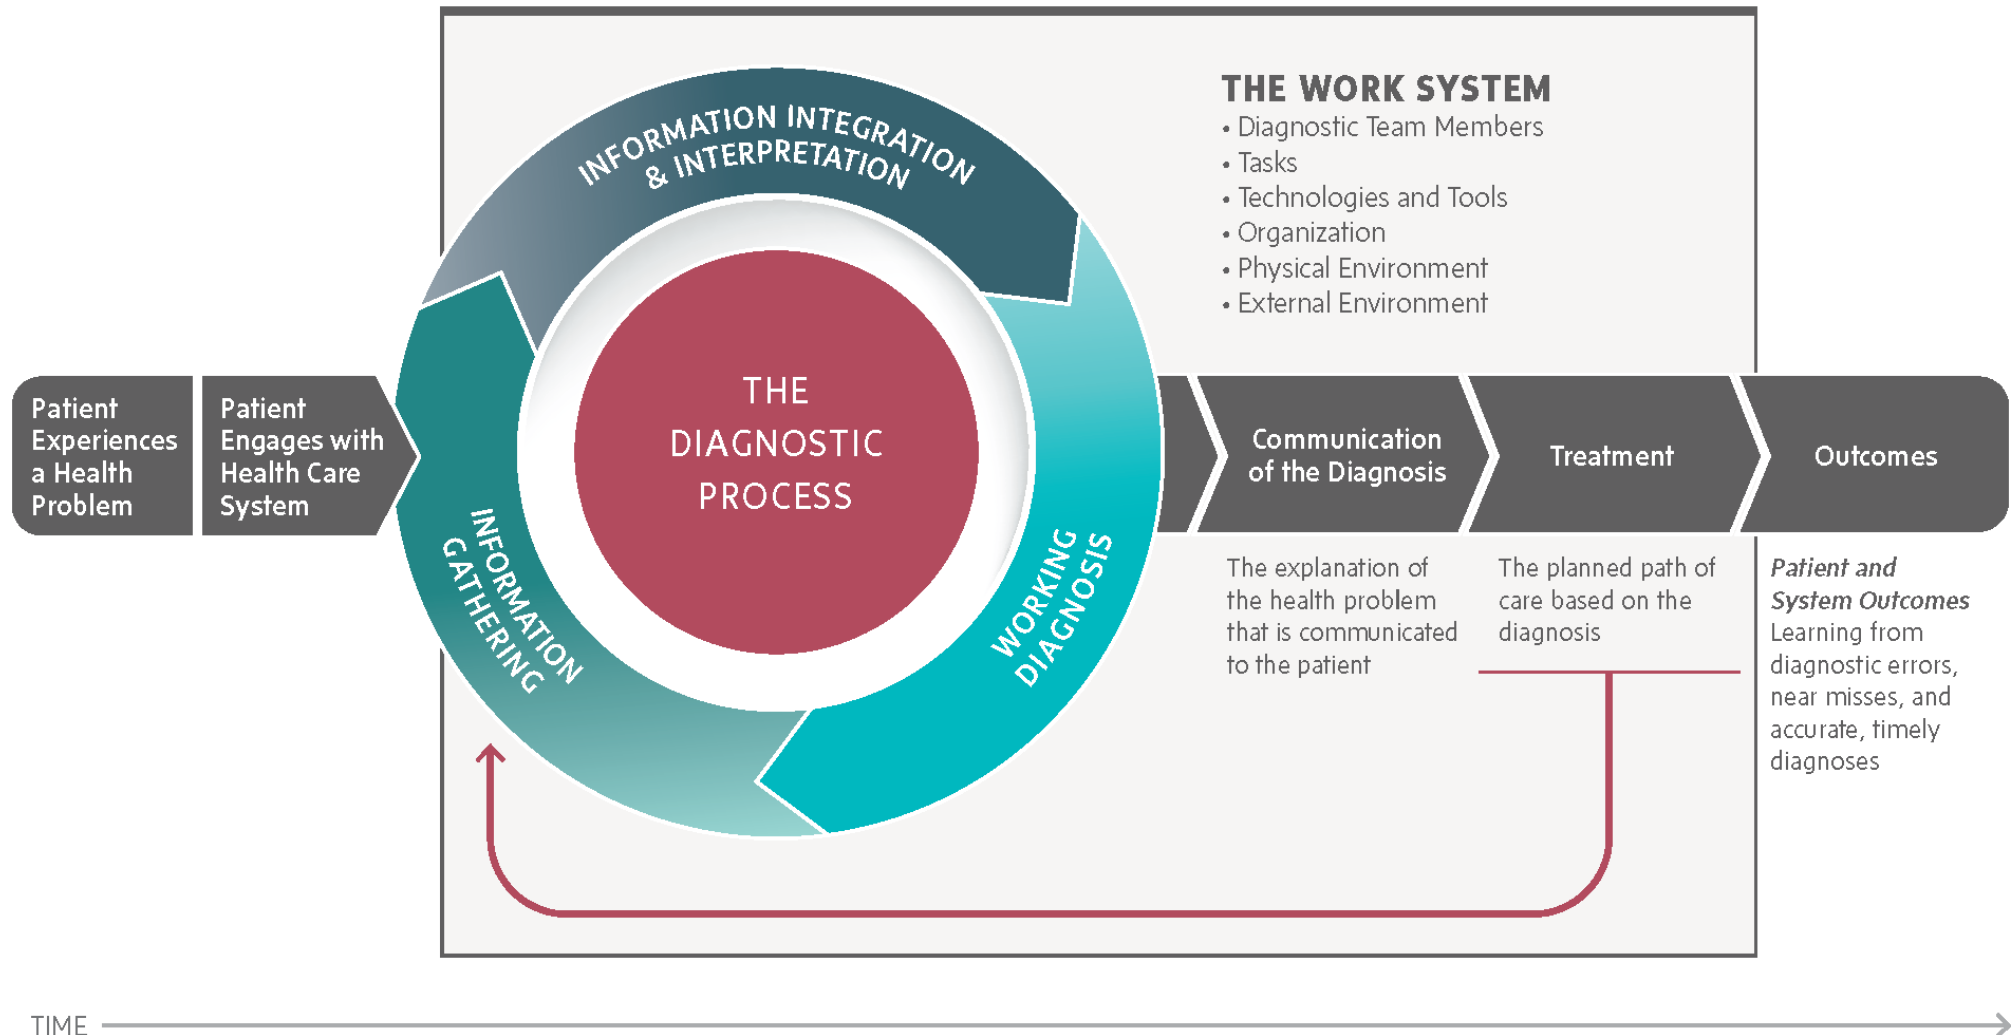 THE WORK SYSTEM
• Diagnostic Team Members
• Tasks
• Technologies and Tools
• Organization
• Physical Environment
• External Environment
INFORMATION INTEGRATION
& INTERPRETATION
THE
DIAGNOSTIC
PROCESS
INFORMATION
GATHERING
WORKING
DIAGNOSIS
Patient
Experiences
a Health
Problem
Patient
Engages with
Health Care
System
Communication
of the Diagnosis
Treatment
Outcomes
The explanation of
the health problem
that is communicated
to the patient
The planned path of
care based on the
diagnosis
Patient and
System Outcomes
Learning from
diagnostic errors,
near misses, and
accurate, timely
diagnoses
TIME